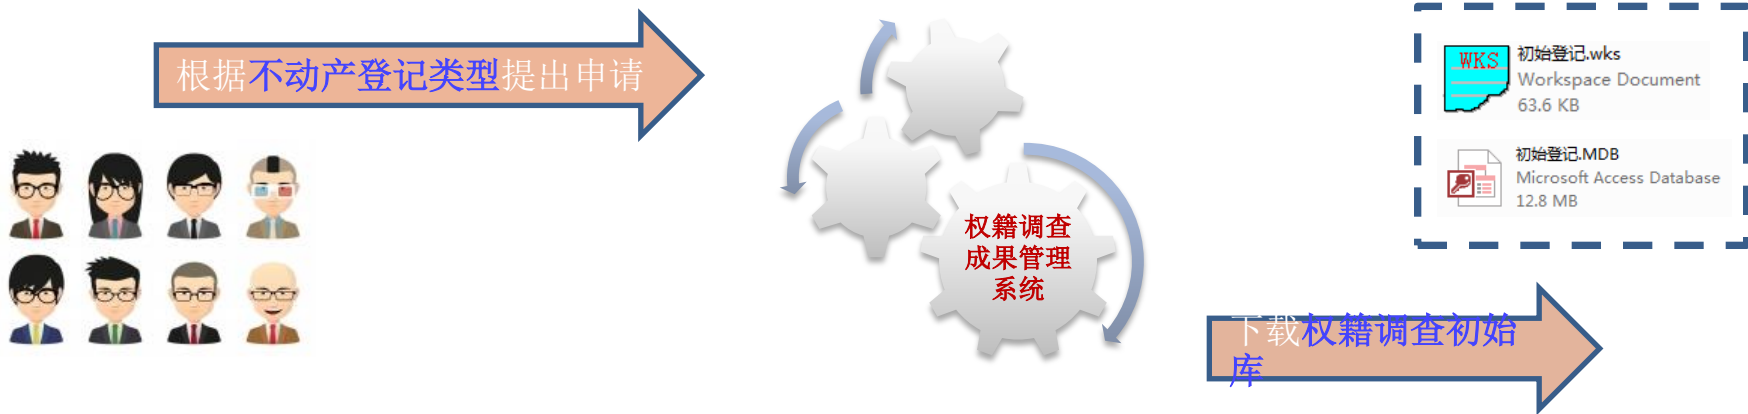 根据不动产登记类型提出申请
WKS
初始登记.wks
Workspace Document
63.6 KB
初始登记.MDB
Microsoft Access Database
12.8 MB
权籍调查
成果管理
系统
下载权籍调查初始
库